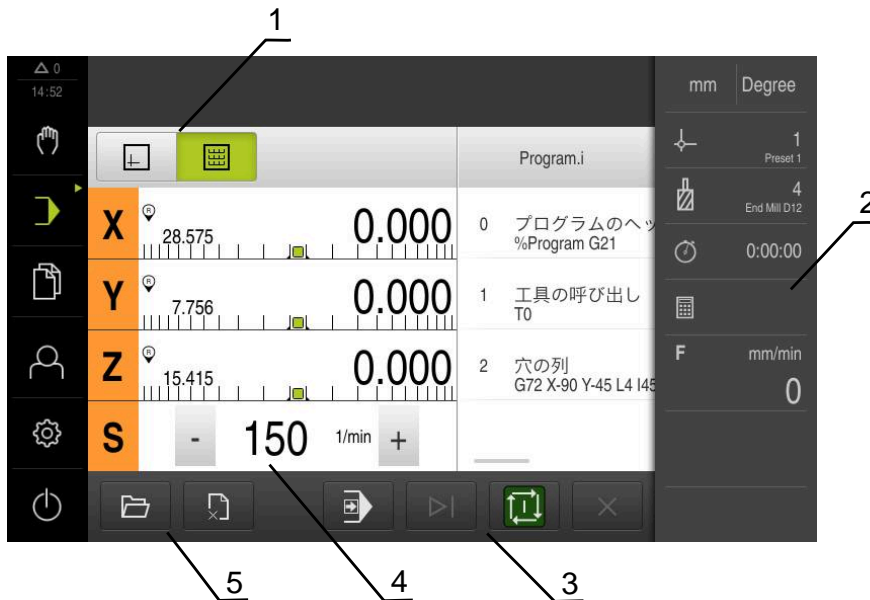 1
0
14:52
mm Degree
1
Preset 1
Program.i
4
End Mill D12
X R 28.575 0.000
0 プログラムのヘッ
%Program G21
2
0:00:00
Y R 7.756 0.000
1 工具の呼び出し
T0
Z R 15.415 0.000
2 穴の列
G72 X-90 Y-45 L4 I45
F mm/min
0
S - 150 1/min +
I
5 4 3